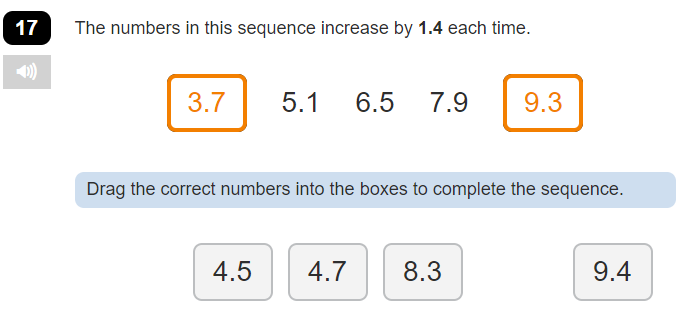 17 The numbers in this sequence increase by 1.4 each time.
3.7 5.1 6.5 7.9 9.3
Drag the correct numbers into the boxes to complete the sequence.
4.5 4.7 8.3 9.4